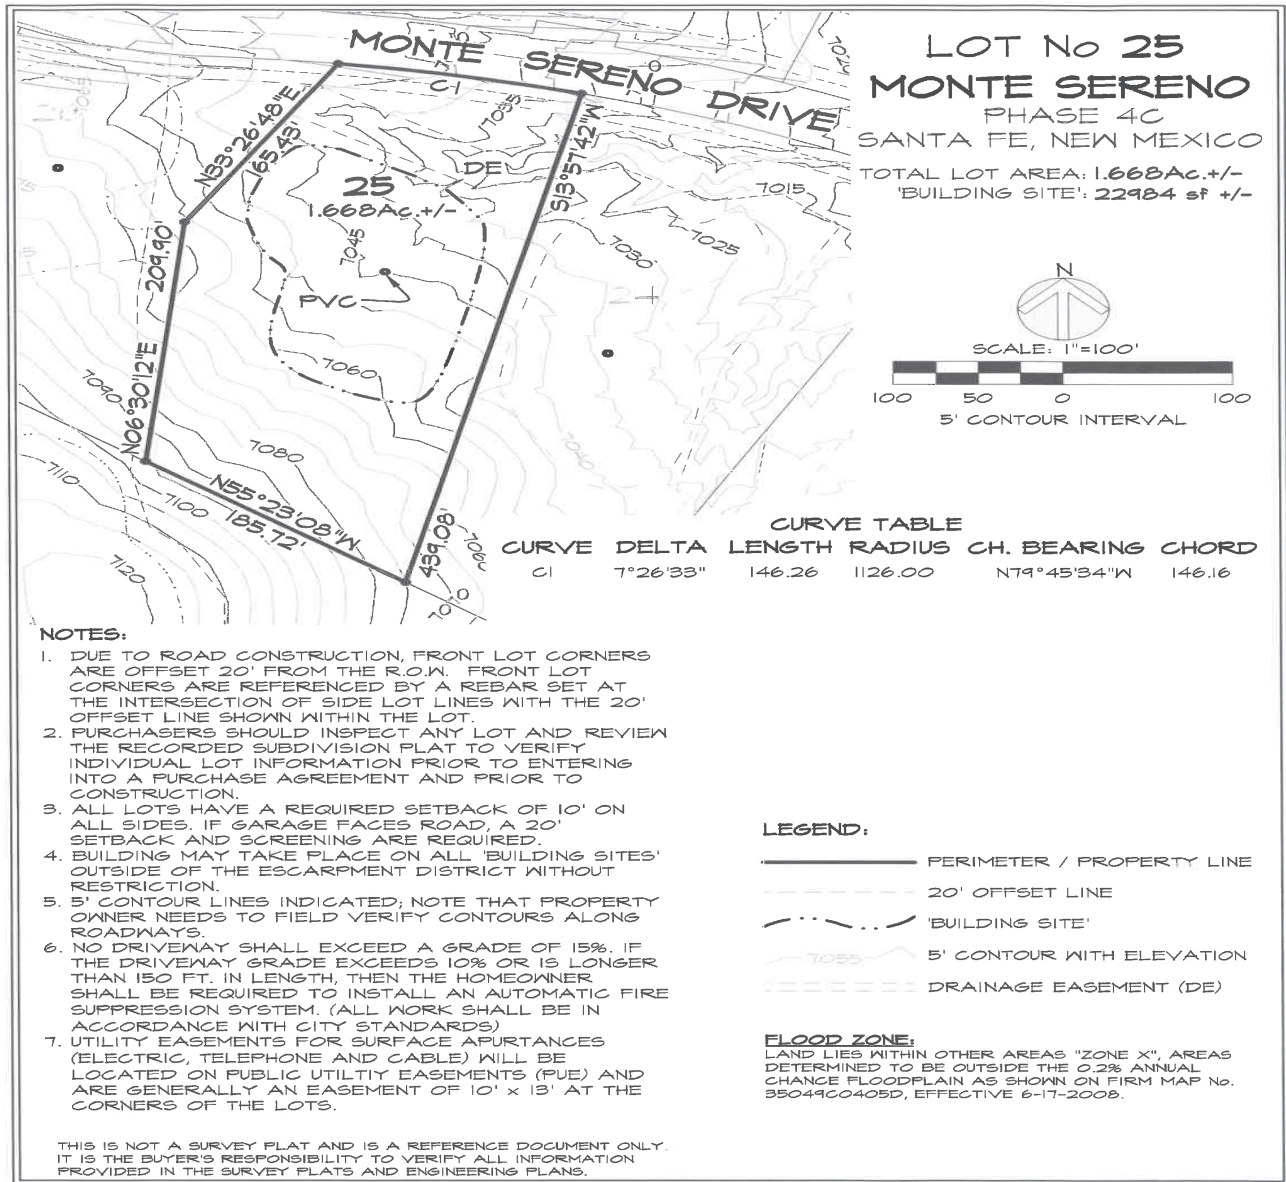 LOT No 25
MONTE SERENO
PHASE 4C
SANTA FE, NEW MEXICO
TOTAL LOT AREA: 1.668Ac.+/-
'BUILDING SITE': 22984 sf +/-
N
SCALE: 1"=100'
100 50 0 100
5' CONTOUR INTERVAL
MONTE SERENO DRIVE
C1
N33°26'48"E
165.43'
S13°57'42"W
439.08'
209.90'
N06°30'12"E
N55°23'08"W
185.72'
25
1.668Ac.+/-
DE
PVC
7035
7015
7025
7030
7045
7060
7090
7080
7110
7100
7120
7040
7060
7065
CURVE TABLE
CURVE DELTA LENGTH RADIUS CH. BEARING CHORD
C1 7°26'33" 146.26 1126.00 N79°45'34"W 146.16
NOTES:
1. DUE TO ROAD CONSTRUCTION, FRONT LOT CORNERS
ARE OFFSET 20' FROM THE R.O.W. FRONT LOT
CORNERS ARE REFERENCED BY A REBAR SET AT
THE INTERSECTION OF SIDE LOT LINES WITH THE 20'
OFFSET LINE SHOWN WITHIN THE LOT.
2. PURCHASERS SHOULD INSPECT ANY LOT AND REVIEW
THE RECORDED SUBDIVISION PLAT TO VERIFY
INDIVIDUAL LOT INFORMATION PRIOR TO ENTERING
INTO A PURCHASE AGREEMENT AND PRIOR TO
CONSTRUCTION.
3. ALL LOTS HAVE A REQUIRED SETBACK OF 10' ON
ALL SIDES. IF GARAGE FACES ROAD, A 20'
SETBACK AND SCREENING ARE REQUIRED.
4. BUILDING MAY TAKE PLACE ON ALL 'BUILDING SITES'
OUTSIDE OF THE ESCARPMENT DISTRICT WITHOUT
RESTRICTION.
5. 5' CONTOUR LINES INDICATED; NOTE THAT PROPERTY
OWNER NEEDS TO FIELD VERIFY CONTOURS ALONG
ROADWAYS.
6. NO DRIVEWAY SHALL EXCEED A GRADE OF 15%. IF
THE DRIVEWAY GRADE EXCEEDS 10% OR IS LONGER
THAN 150 FT. IN LENGTH, THEN THE HOMEOWNER
SHALL BE REQUIRED TO INSTALL AN AUTOMATIC FIRE
SUPPRESSION SYSTEM. (ALL WORK SHALL BE IN
ACCORDANCE WITH CITY STANDARDS)
7. UTILITY EASEMENTS FOR SURFACE APURTANCES
(ELECTRIC, TELEPHONE AND CABLE) WILL BE
LOCATED ON PUBLIC UTILTIY EASEMENTS (PUE) AND
ARE GENERALLY AN EASEMENT OF 10' x 13' AT THE
CORNERS OF THE LOTS.
THIS IS NOT A SURVEY PLAT AND IS A REFERENCE DOCUMENT ONLY.
IT IS THE BUYER'S RESPONSIBILITY TO VERIFY ALL INFORMATION
PROVIDED IN THE SURVEY PLATS AND ENGINEERING PLANS.
LEGEND:
PERIMETER / PROPERTY LINE
20' OFFSET LINE
'BUILDING SITE'
7055
5' CONTOUR WITH ELEVATION
DRAINAGE EASEMENT (DE)
FLOOD ZONE:
LAND LIES WITHIN OTHER AREAS "ZONE X", AREAS
DETERMINED TO BE OUTSIDE THE 0.2% ANNUAL
CHANCE FLOODPLAIN AS SHOWN ON FIRM MAP No.
35049C0405D, EFFECTIVE 6-17-2008.